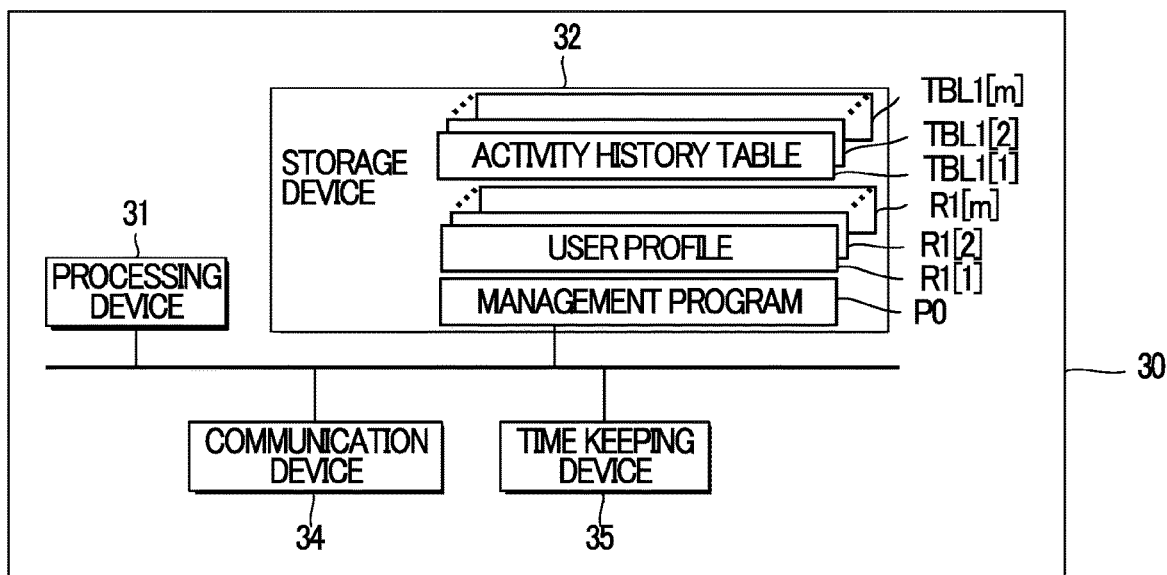 32
TBL1[m]
TBL1[2]
ACTIVITY HISTORY TABLE
TBL1[1]
STORAGE
DEVICE
R1[m]
31
USER PROFILE
R1[2]
R1[1]
PROCESSING
DEVICE
MANAGEMENT PROGRAM
P0
30
COMMUNICATION
DEVICE
TIME KEEPING
DEVICE
34
35